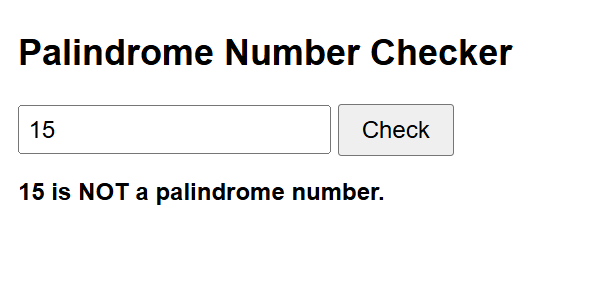 Palindrome Number Checker
15 Check
15 is NOT a palindrome number.